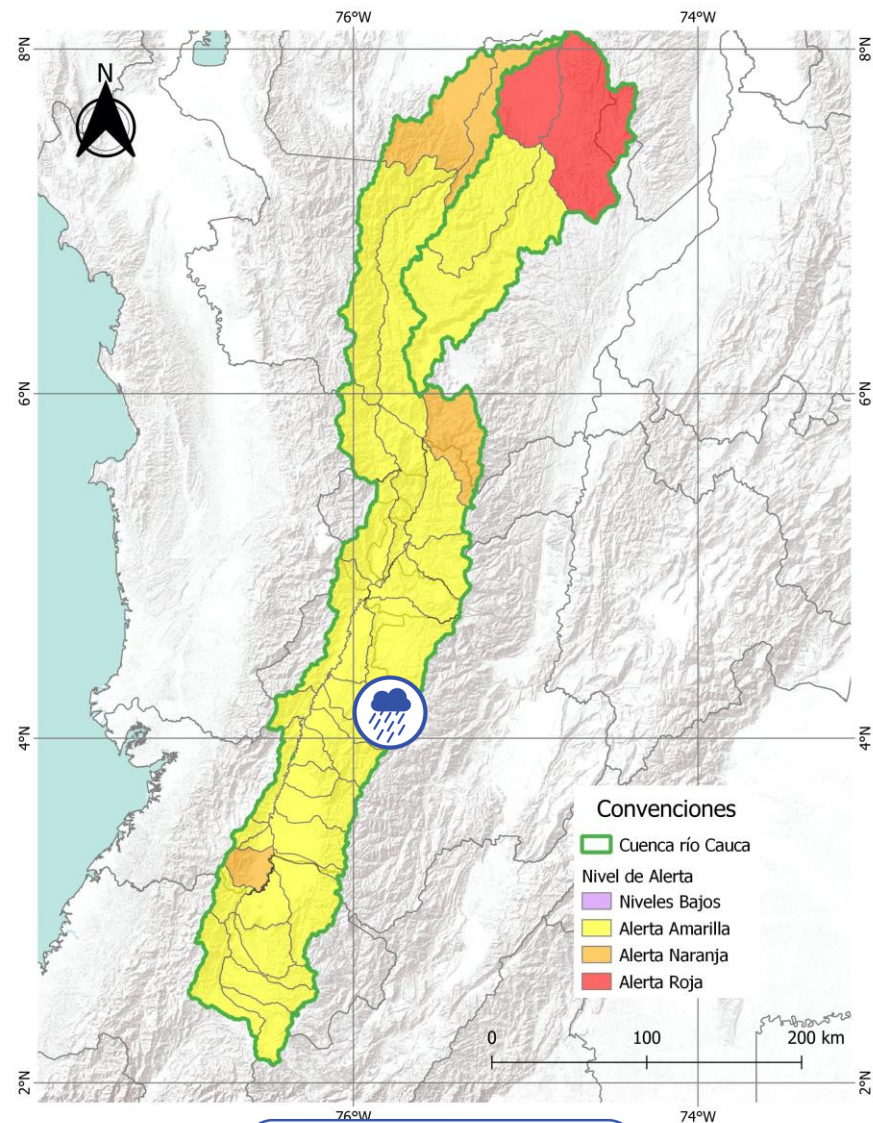 76°W
74°W
8°N
8°N
N
6°N
6°N
4°N
4°N
Convenciones
Cuenca río Cauca
Nivel de Alerta
Niveles Bajos
Alerta Amarilla
Alerta Naranja
Alerta Roja
0
100
200 km
2°N
2°N
76°W
74°W